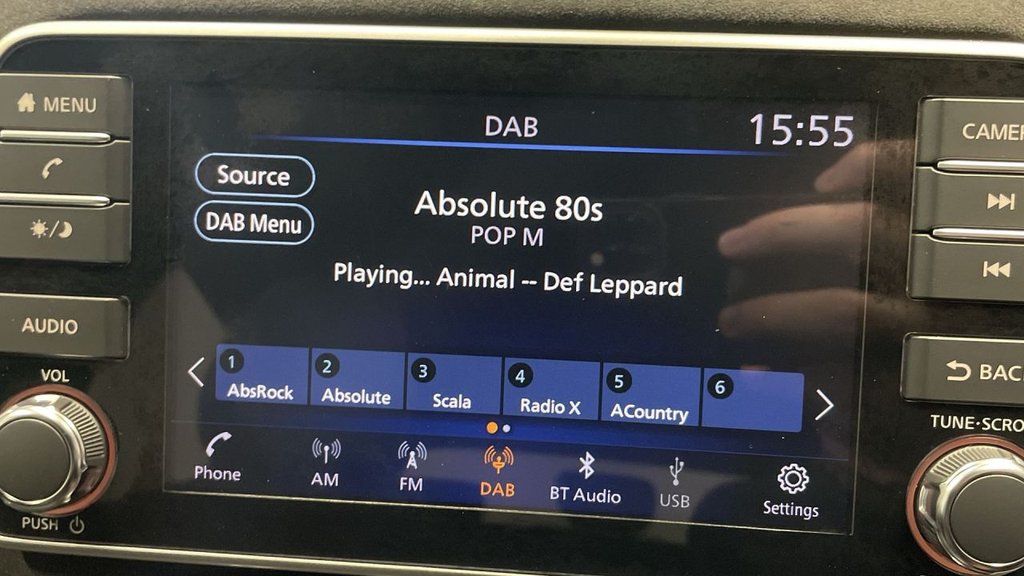 MENU
AUDIO
VOL
PUSH
DAB
15:55
Source
DAB Menu
Absolute 80s
POP M
Playing... Animal -- Def Leppard
1
AbsRock
2
Absolute
3
Scala
4
Radio X
5
ACountry
6
Phone
AM
FM
DAB
BT Audio
USB
Settings
CAMER
BAC
TUNE·SCRO